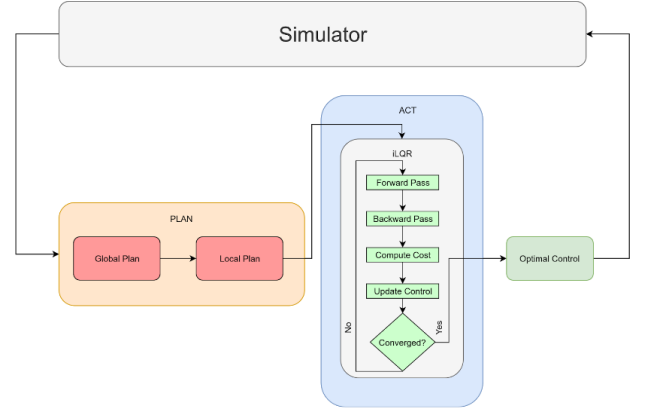 Simulator
ACT
iLQR
Forward Pass
Backward Pass
Compute Cost
Update Control
Converged?
No
Yes
PLAN
Global Plan
Local Plan
Optimal Control